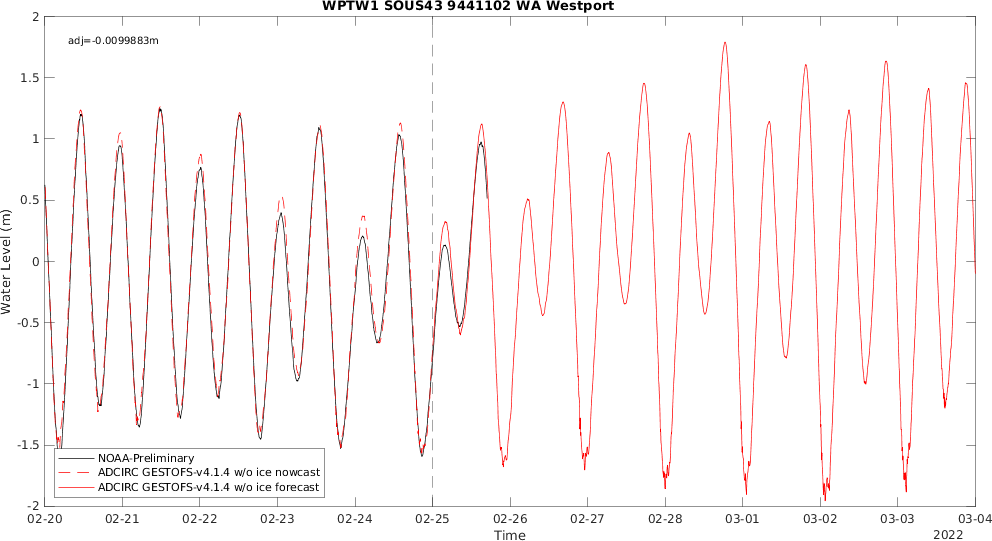 WPTW1 SOUS43 9441102 WA Westport
adj=-0.0099883m
2
1.5
1
0.5
0
-0.5
-1
-1.5
-2
Water Level (m)
NOAA-Preliminary
ADCIRC GESTOFS-v4.1.4 w/o ice nowcast
ADCIRC GESTOFS-v4.1.4 w/o ice forecast
02-20 02-21 02-22 02-23 02-24 02-25 02-26 02-27 02-28 03-01 03-02 03-03 03-04
Time
2022